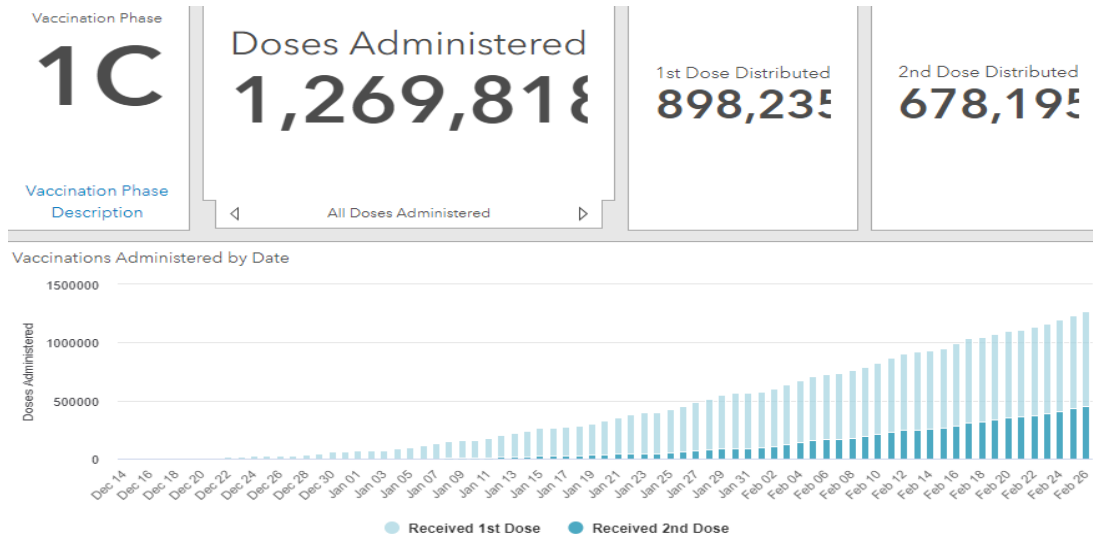 Vaccination Phase
1C
Vaccination Phase
Description
Doses Administered
1,269,818
All Doses Administered
1st Dose Distributed
898,235
2nd Dose Distributed
678,195
Vaccinations Administered by Date
1500000
1000000
500000
0
Doses Administered
Dec 14
Dec 16
Dec 18
Dec 20
Dec 22
Dec 24
Dec 26
Dec 28
Dec 30
Jan 01
Jan 03
Jan 05
Jan 07
Jan 09
Jan 11
Jan 13
Jan 15
Jan 17
Jan 19
Jan 21
Jan 23
Jan 25
Jan 27
Jan 29
Jan 31
Feb 02
Feb 04
Feb 06
Feb 08
Feb 10
Feb 12
Feb 14
Feb 16
Feb 18
Feb 20
Feb 22
Feb 24
Feb 26
Received 1st Dose
Received 2nd Dose